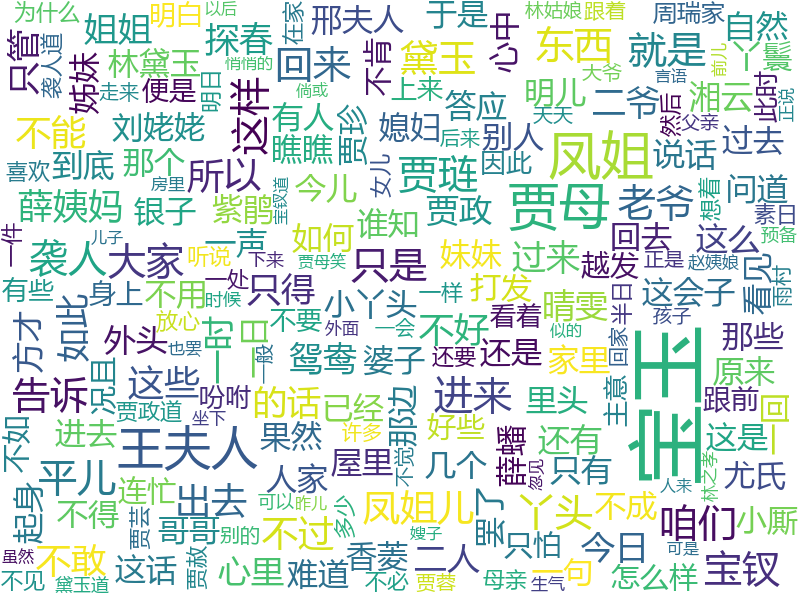 为什么
明白
姐姐
以后
悄悄的
在家
邢夫人
于是
林姑娘
跟着
周瑞家
自然
只管
袭人道
姊妹
林黛玉
探春
回来
不肯
黛玉
心中
东西
就是
丫鬟
大爷
言语
前儿
走来
便是
明日
这样
倘或
上来
明儿
二爷
湘云
此时
正说
不能
刘姥姥
有人
贾珍
答应
媳妇
后来
别人
天天
然后
父亲
凤姐
喜欢
到底
那个
房里
所以
瞧瞧
女儿
贾琏
因此
说话
过去
薛姨妈
银子
紫鹃
宝钗道
今儿
贾政
贾母
老爷
想着
问道
素日
一件
儿子
袭人
大家
听说
一声
下来
贾母笑
如何
谁知
妹妹
过来
回去
越发
正是
这么
赵姨娘
预备
有些
身上
不用
一处
时候
只得
只是
小丫头
一样
打发
晴雯
这会子
半日
看见
雨村
方才
如此
外头
放心
也罢
一时
一日
一般
不要
外面
一会
不好
看着
还要
还是
似的
家里
回家
孩子
那些
原来
告诉
况且
这些
吩咐
鸳鸯
婆子
进来
宝玉
主意
跟前
贾政道
坐下
的话
已经
那边
里头
回
不如
进去
王夫人
果然
许多
好些
薛蟠
还有
这是
一
平儿
人家
屋里
不觉
几个
忽见
只有
林之孝
人来
尤氏
起身
连忙
出去
可以
昨儿
凤姐儿
罢了
丫头
不成
咱们
小厮
不得
贾芸
哥哥
别的
不过
多少
嫂子
只怕
今日
可是
虽然
不敢
这话
贾赦
心里
难道
香菱
二人
一句
怎么样
宝钗
不见
黛玉道
不必
贾蓉
母亲
生气